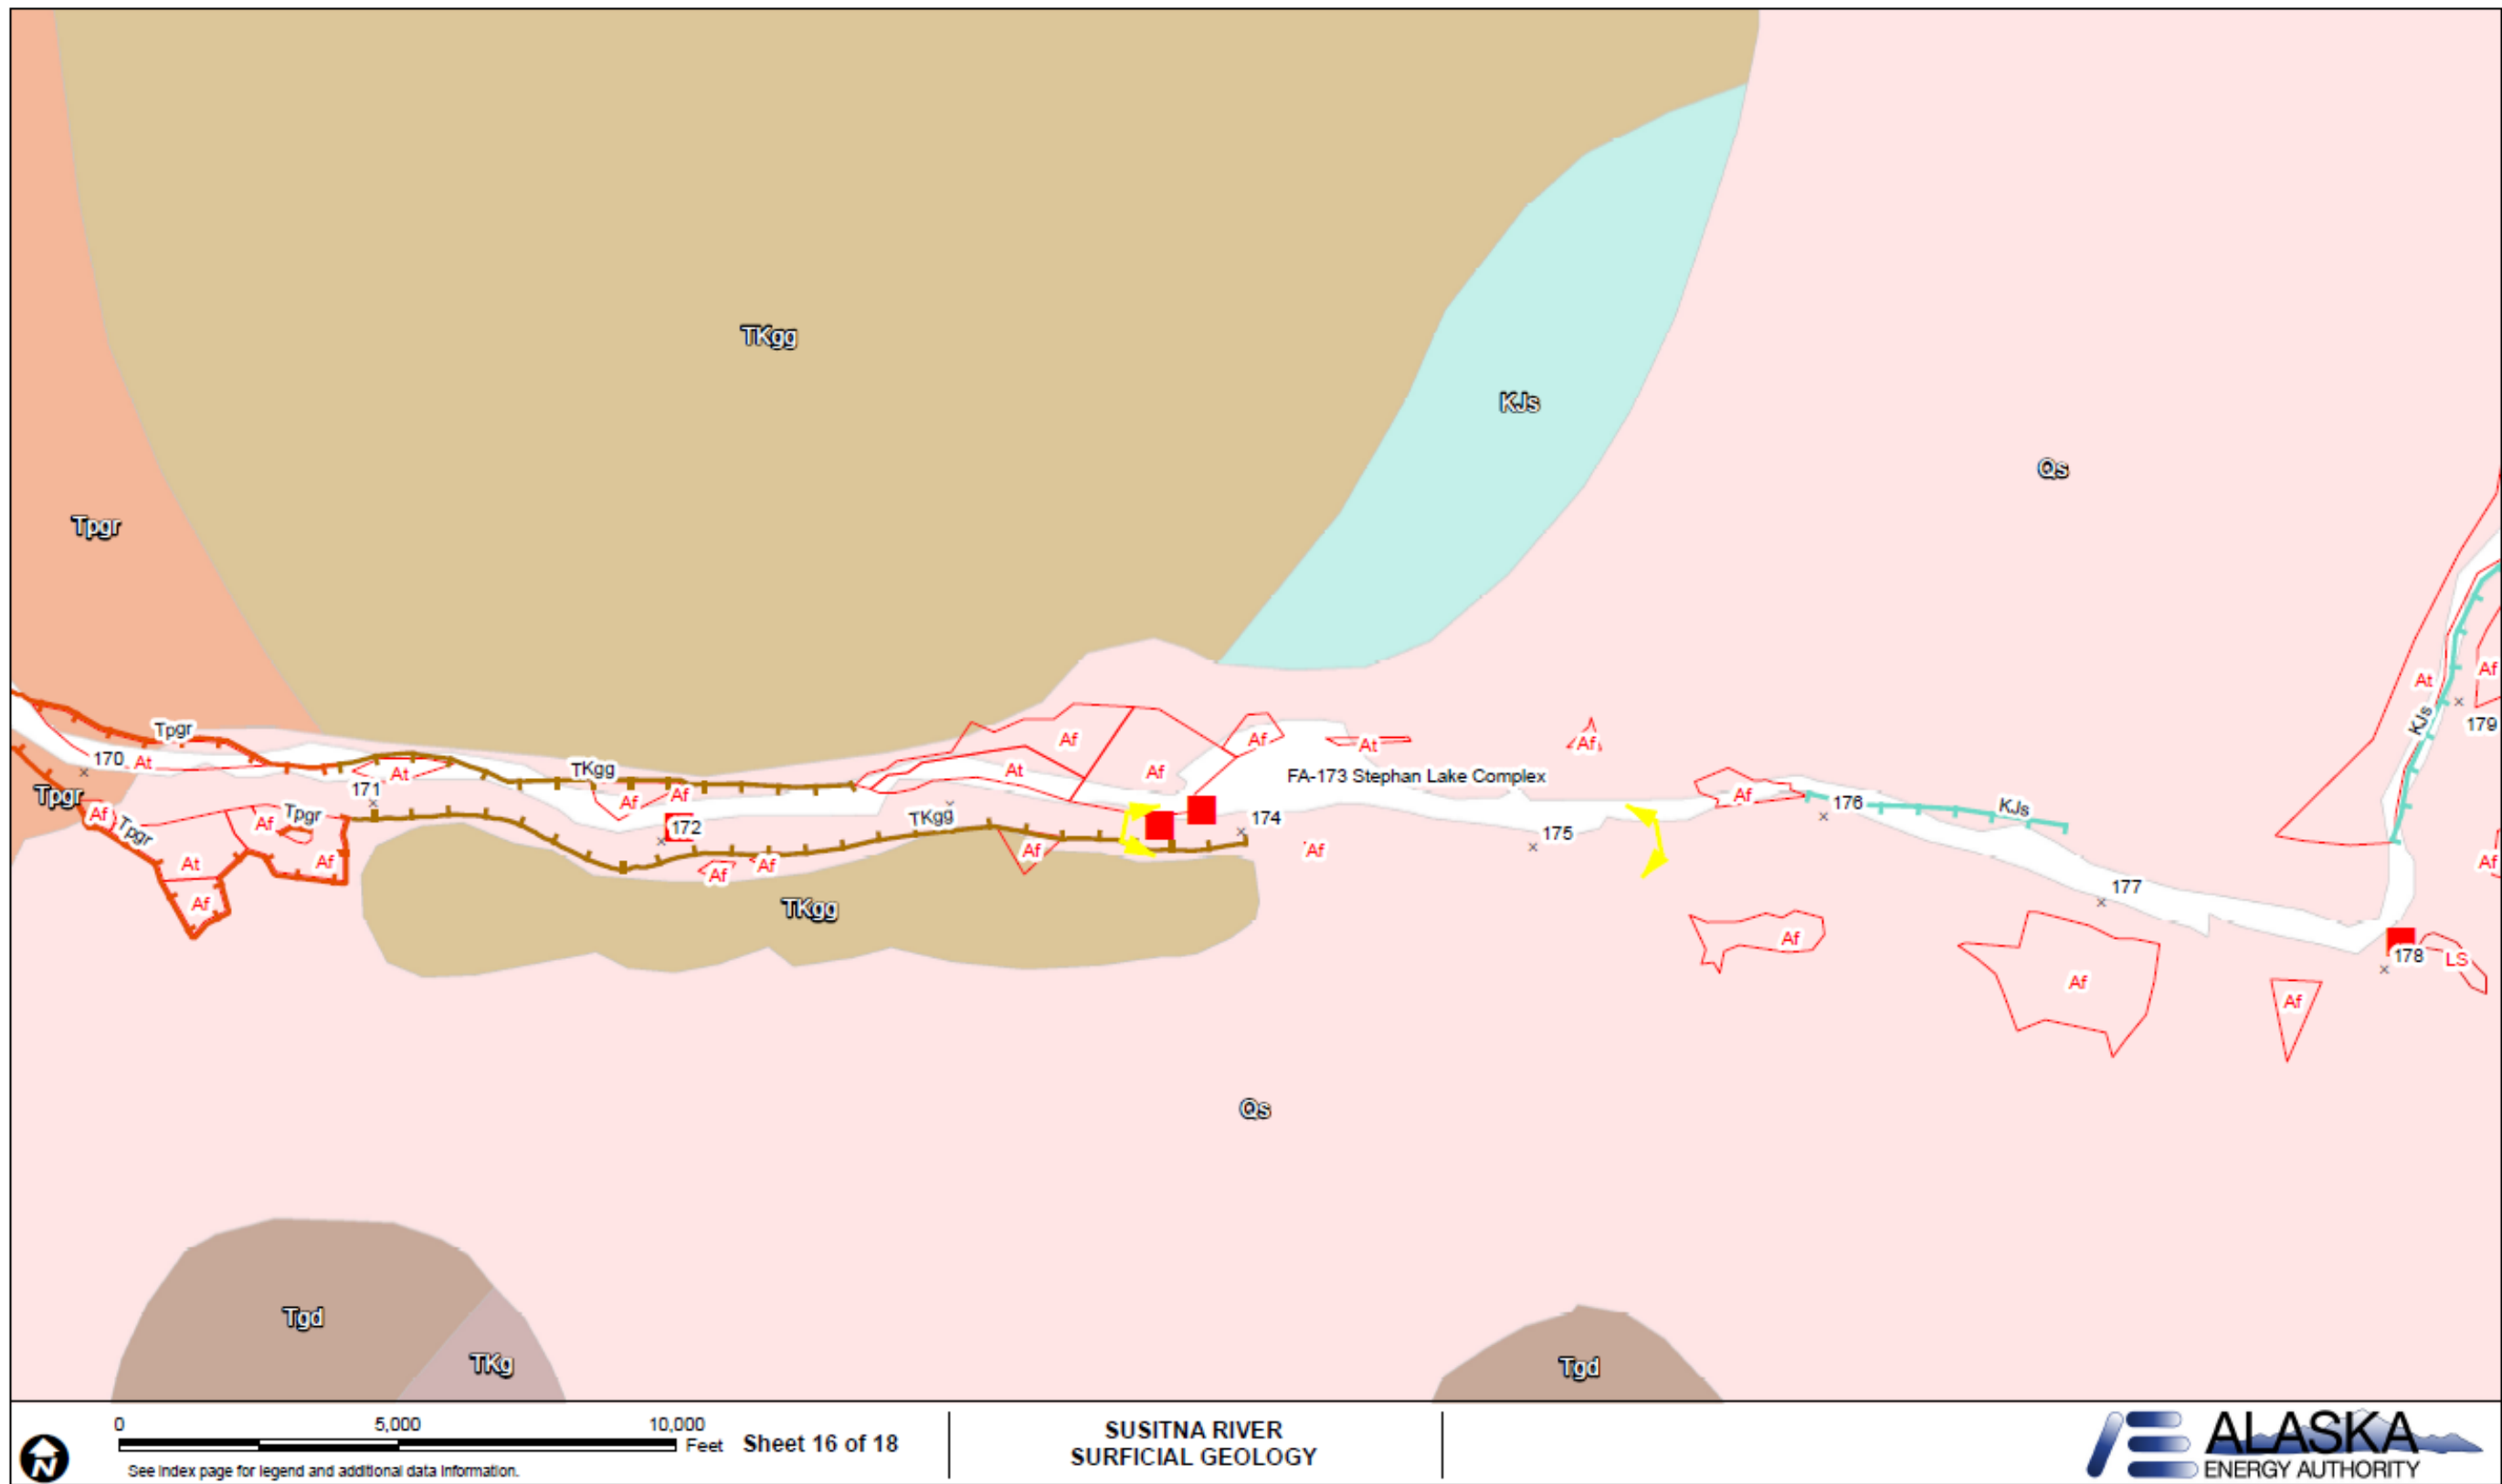 TKgg
KJs
Qs
Tpgr
At
Af
KJs
179
Tpgr
170
At
At
TKgg
Af
At
Af
Af
At
Af
FA-173 Stephan Lake Complex
Tpgr
171
Af
Af
Af
176
KJs
Af
Tpgr
Af
Tpgr
172
TKgg
174
175
At
Af
Af
Af
Af
Af
Af
177
Af
TKgg
Af
178
LS
Af
Af
Qs
Tgd
TKg
Tgd
0 5,000 10,000
Feet
Sheet 16 of 18
See Index page for legend and additional data information.
N
SUSITNA RIVER
SURFICIAL GEOLOGY
ALASKA
ENERGY AUTHORITY